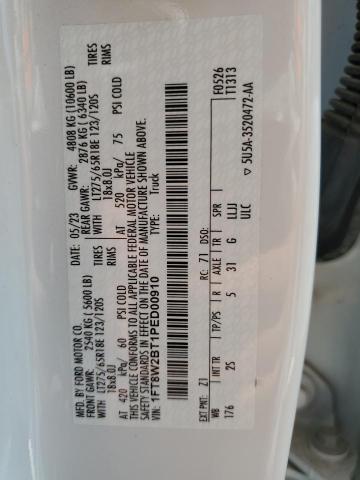 MFD. BY FORD MOTOR CO.
DATE: 05/23 GVWR: 4808 KG (10600 LB)
FRONT GAWR: 2540 KG ( 5600 LB) REAR GAWR: 2876 KG ( 6340 LB)
WITH LT275/65R18E 123/120S TIRES WITH LT275/65R18E 123/120S TIRES
18x8.0J RIMS 18x8.0J RIMS
AT 420 kPa/ 60 PSI COLD AT 520 kPa/ 75 PSI COLD
THIS VEHICLE CONFORMS TO ALL APPLICABLE FEDERAL MOTOR VEHICLE
SAFETY STANDARDS IN EFFECT ON THE DATE OF MANUFACTURE SHOWN ABOVE.
VIN: 1FT8W2BT1PED00910 TYPE: Truck
F0526
T1313
EXT PNT: Z1 RC: 71 DSO:
WB INT TR TP/PS R AXLE TR SPR
176 2S 5 31 G LLJJ
ULC
▽ 5U5A-3520472-AA